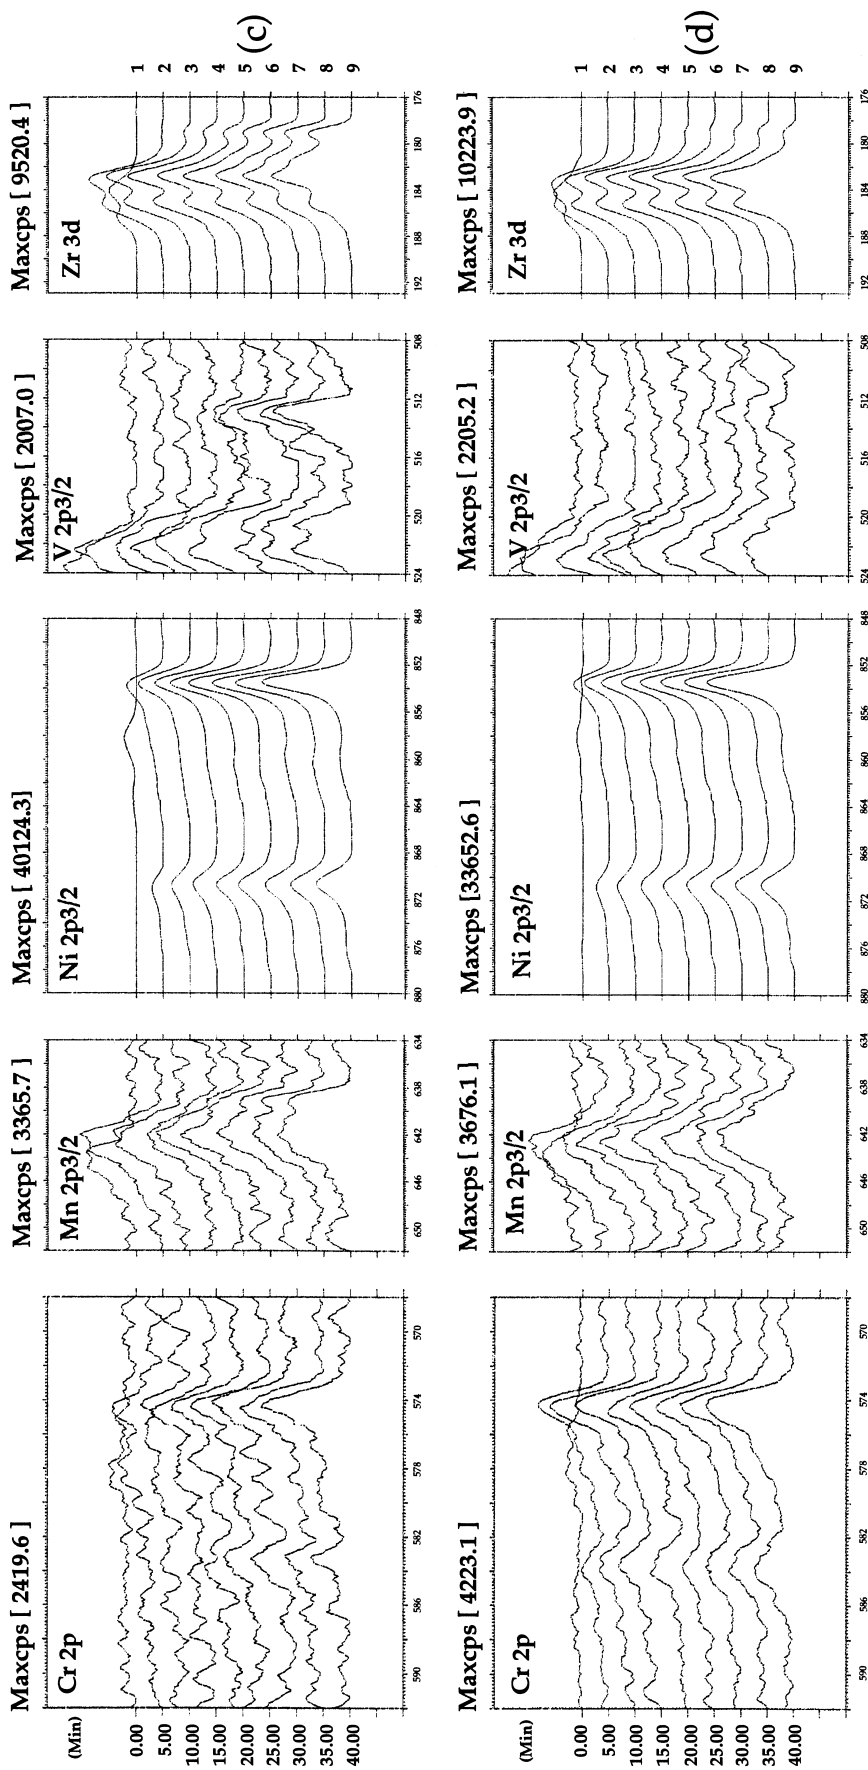 Maxcps [ 2419.6 ]
Maxcps [ 3365.7 ]
Maxcps [ 40124.3]
Maxcps [ 2007.0 ]
Maxcps [ 9520.4 ]
(Min)
Cr 2p
Mn 2p3/2
Ni 2p3/2
V 2p3/2
Zr 3d
0.00
5.00
10.00
15.00
20.00
25.00
30.00
35.00
40.00
1
2
3
4
5
6
7
8
9
590 586 582 578 574 570
650 646 642 638 634
880 876 872 868 864 860 856 852 848
524 520 516 512 508
192 188 184 180 176
(c)
Maxcps [ 4223.1 ]
Maxcps [ 3676.1 ]
Maxcps [33652.6 ]
Maxcps [ 2205.2 ]
Maxcps [ 10223.9 ]
(Min)
Cr 2p
Mn 2p3/2
Ni 2p3/2
V 2p3/2
Zr 3d
0.00
5.00
10.00
15.00
20.00
25.00
30.00
35.00
40.00
1
2
3
4
5
6
7
8
9
590 586 582 578 574 570
650 646 642 638 634
880 876 872 868 864 860 856 852 848
524 520 516 512 508
192 188 184 180 176
(d)